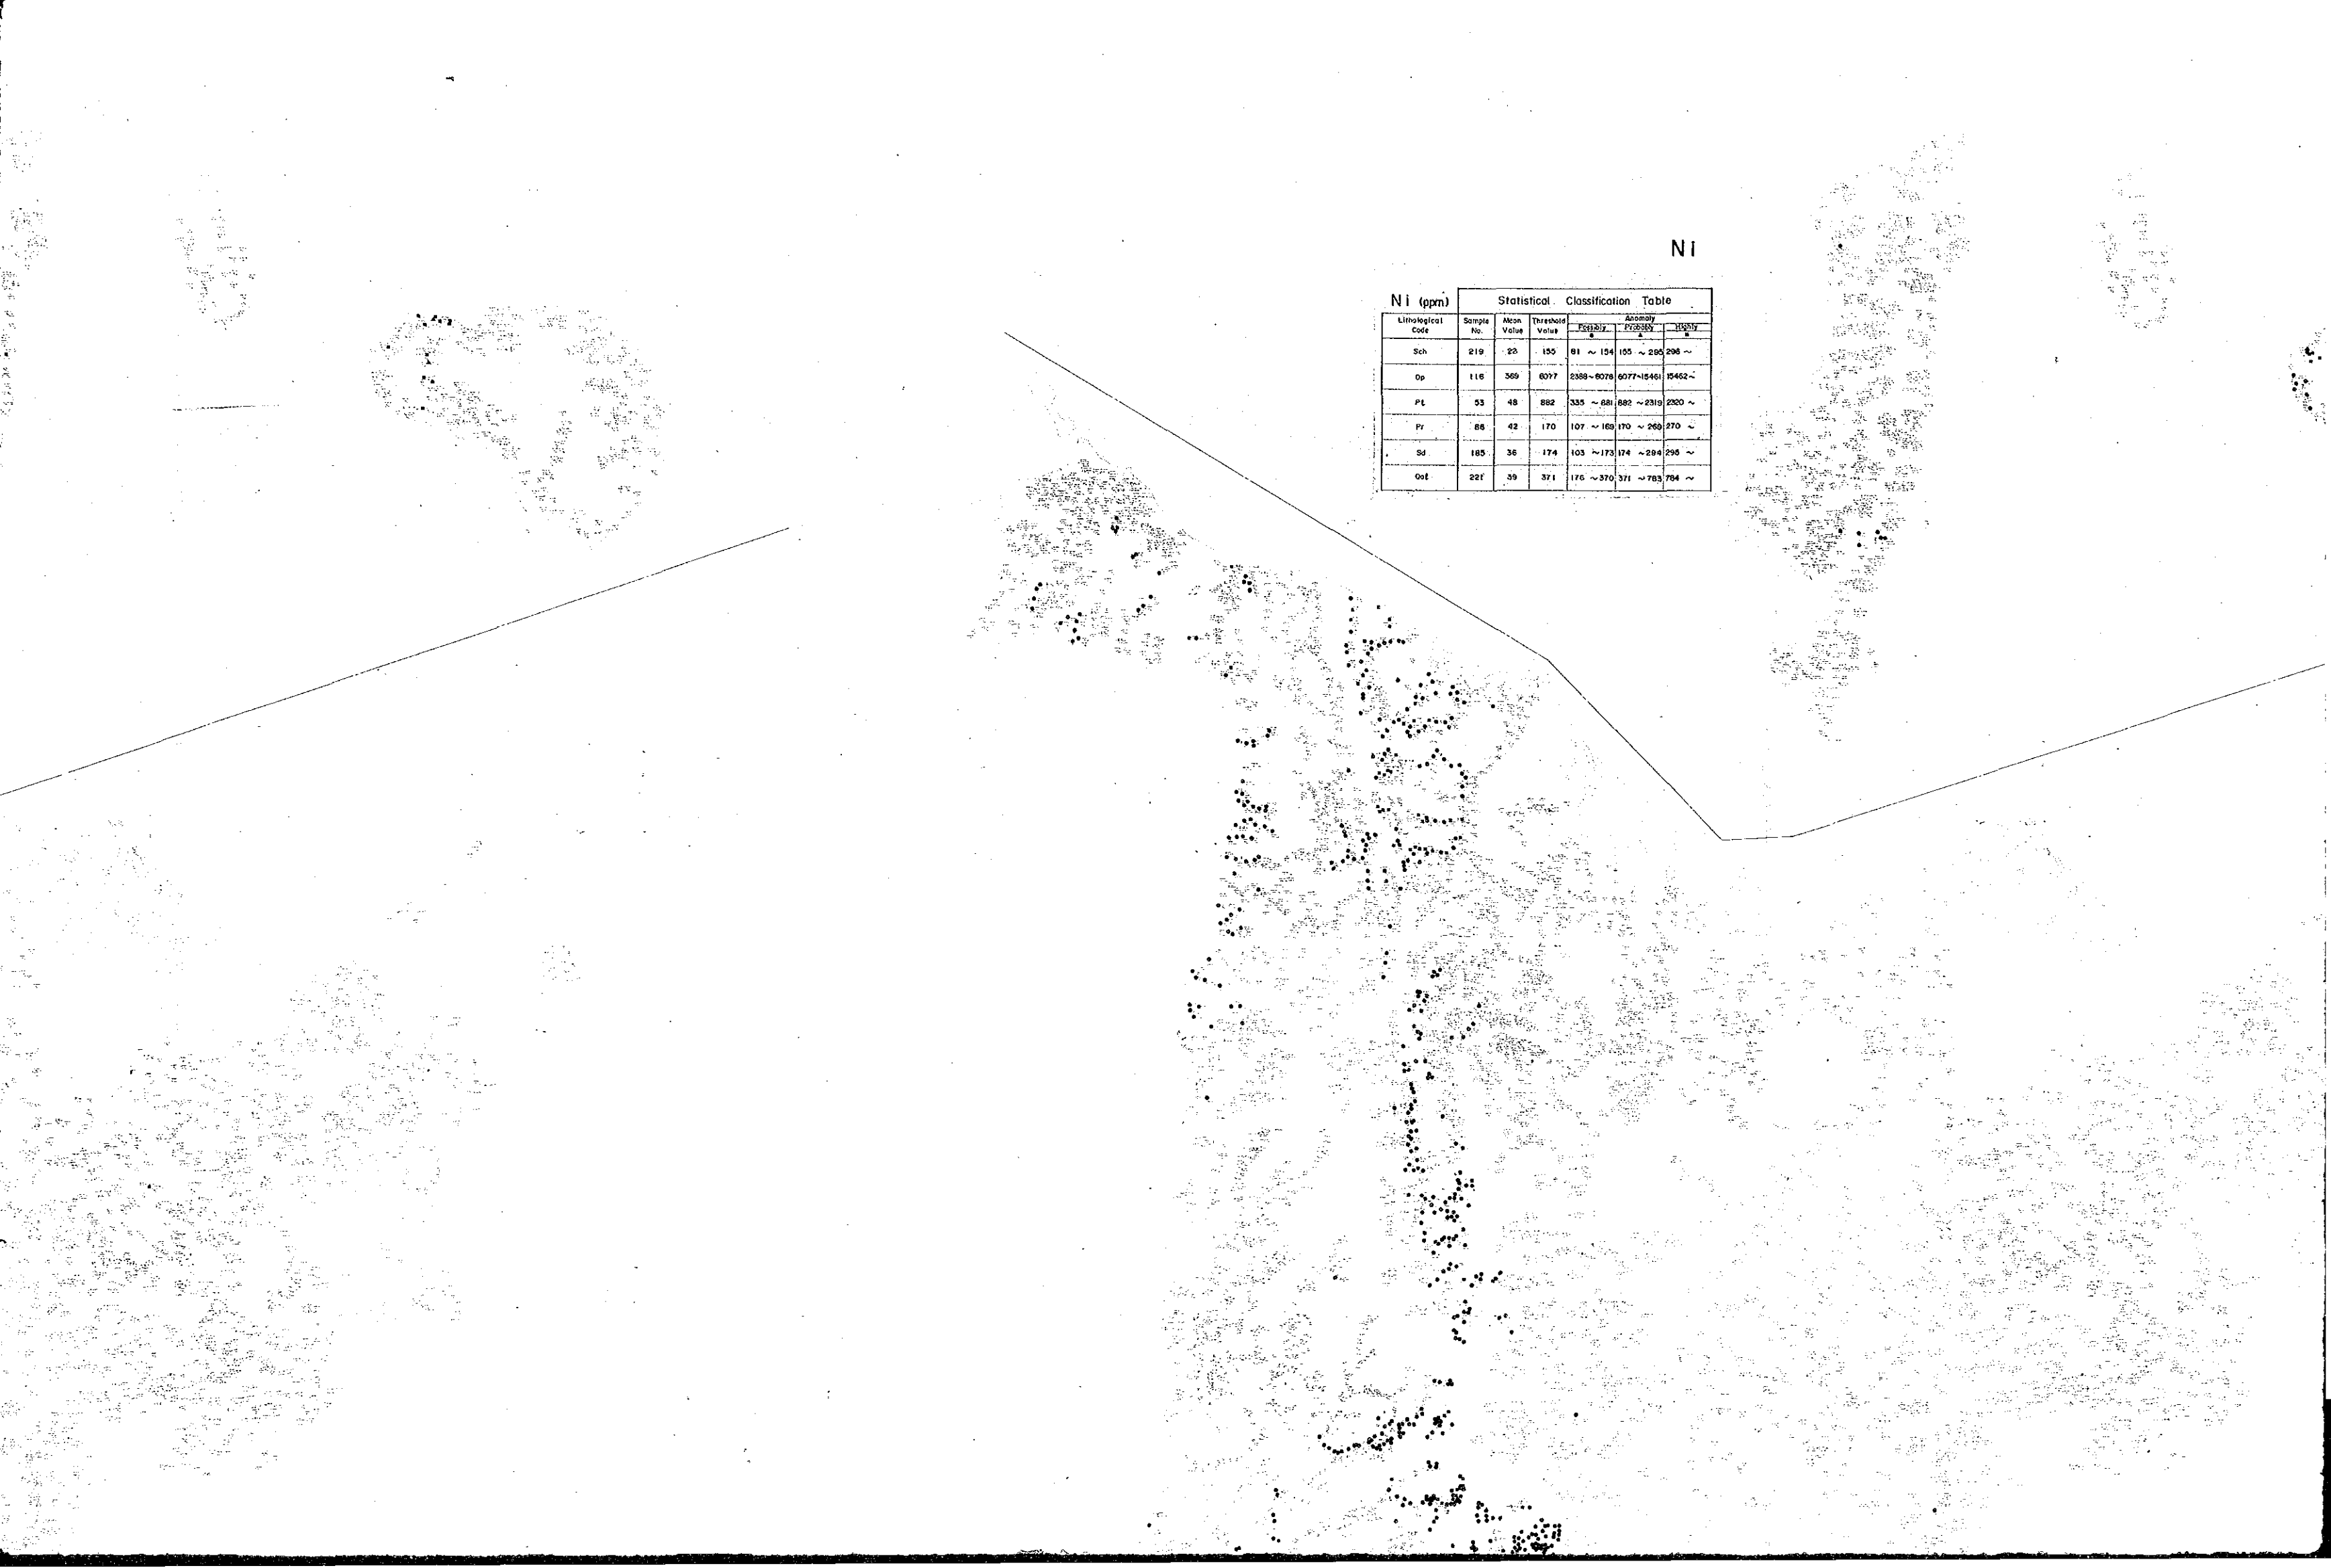 Ni
Ni (ppm) Statistical Classification Table
Lithological Code Sample No. Mean Value Threshold Value Anomaly Possibly Probably Highly
Sch 219 23 155 81 ~ 154 155 ~ 295 296 ~
Op 116 369 6077 2388~6076 6077~15461 15462~
Pt 53 48 882 335 ~ 881 882 ~ 2319 2320 ~
Pr 86 42 170 107 ~ 169 170 ~ 269 270 ~
Sd 185 36 174 103 ~ 173 174 ~ 294 295 ~
221 39 371 176 ~ 370 371 ~ 783 784 ~